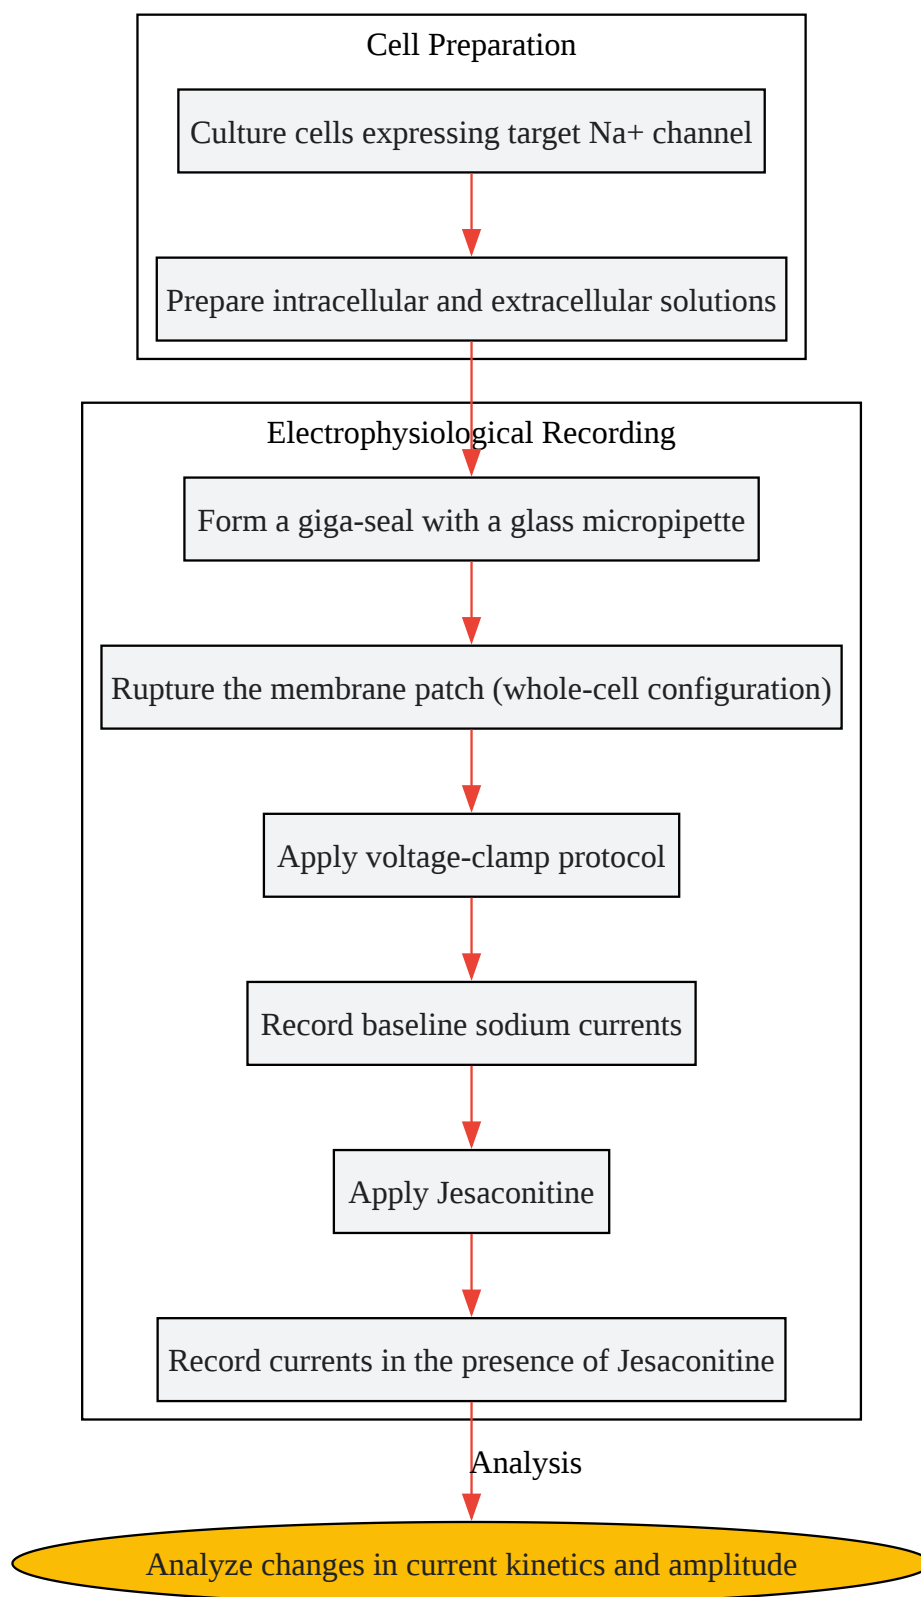 Cell Preparation
Culture cells expressing target Na+ channel
Prepare intracellular and extracellular solutions
Electrophysiological Recording
Form a giga-seal with a glass micropipette
Rupture the membrane patch (whole-cell configuration)
Apply voltage-clamp protocol
Record baseline sodium currents
Apply Jesaconitine
Record currents in the presence of Jesaconitine
Analysis
Analyze changes in current kinetics and amplitude